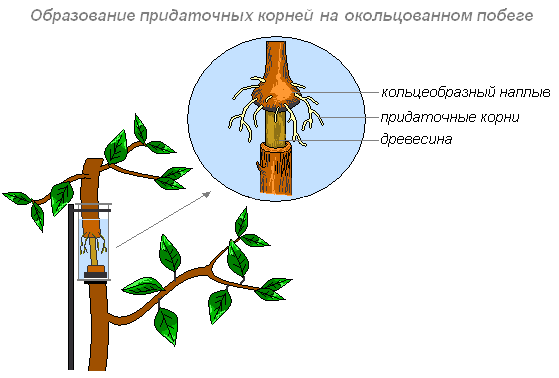 Образование придаточных корней на окольцованном побеге
кольцеобразный наплыв
придаточные корни
древесина